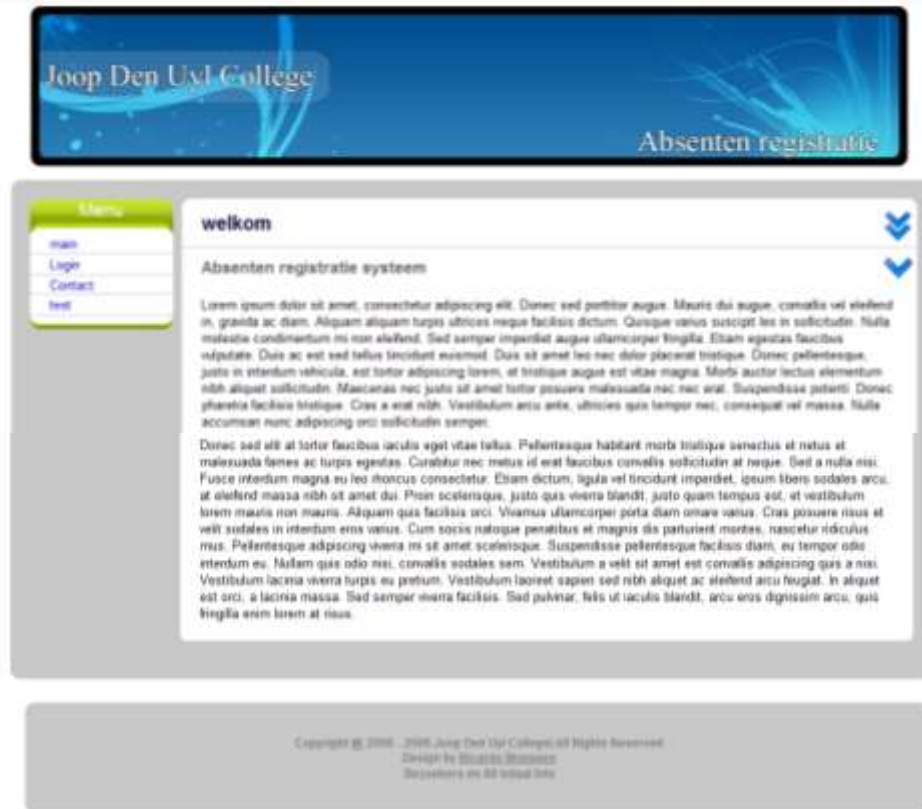 Joop Den Uyl College
Absenten registratie
Menu
main
Login
Contact
test
welkom
Absenten registratie systeem
Lorem ipsum dolor sit amet, consectetur adipiscing elit. Donec sed porttitor augue. Mauris dui augue, convallis vel eleifend
in, gravida ac diam. Aliquam aliquam turpis ultrices neque facilisis dictum. Quisque varius suscipit leo in sollicitudin. Nulla
molestie condimentum mi non eleifend. Sed semper imperdiet augue ullamcorper fringilla. Etiam egestas faucibus
vulputate. Duis ac est sed tellus tincidunt euismod. Duis sit amet leo nec dolor placerat tristique. Donec pellentesque,
justo in interdum vehicula, est tortor adipiscing lorem, et tristique augue est vitae magna. Morbi auctor lectus elementum
nibh aliquet sollicitudin. Maecenas nec justo sit amet tortor posuere malesuada nec nec erat. Suspendisse potenti. Donec
pharetra facilisis tristique. Cras a erat nibh. Vestibulum arcu ante, ultricies quis tempor nec, consequat vel massa. Nulla
accumsan nunc adipiscing orci sollicitudin semper.
Donec sed elit at tortor faucibus iaculis eget vitae tellus. Pellentesque habitant morbi tristique senectus et netus et
malesuada fames ac turpis egestas. Curabitur nec metus id erat faucibus convallis sollicitudin at neque. Sed a nulla nisi.
Fusce interdum magna eu leo rhoncus consectetur. Etiam dictum, ligula vel tincidunt imperdiet, ipsum libero sodales arcu,
at eleifend massa nibh sit amet dui. Proin scelerisque, justo quis viverra blandit, justo quam tempus est, et vestibulum
lorem mauris non mauris. Aliquam quis facilisis orci. Vivamus ullamcorper porta diam ornare varius. Cras posuere risus et
velit sodales in interdum eros varius. Cum sociis natoque penatibus et magnis dis parturient montes, nascetur ridiculus
mus. Pellentesque adipiscing viverra mi sit amet scelerisque. Suspendisse pellentesque facilisis diam, eu tempor odio
interdum eu. Nullam quis odio nisi, convallis sodales sem. Vestibulum a velit sit amet est convallis adipiscing quis a nisi.
Vestibulum lacinia viverra turpis eu pretium. Vestibulum laoreet sapien sed nibh aliquet ac eleifend arcu feugiat. In aliquet
est orci, a lacinia massa. Sed semper viverra facilisis. Sed pulvinar, felis ut iaculis blandit, arcu eros dignissim arcu, quis
fringilla enim lorem at risus.
Copyright @ 2008 - 2009 Joop Den Uyl College All Rights Reserved
Design by